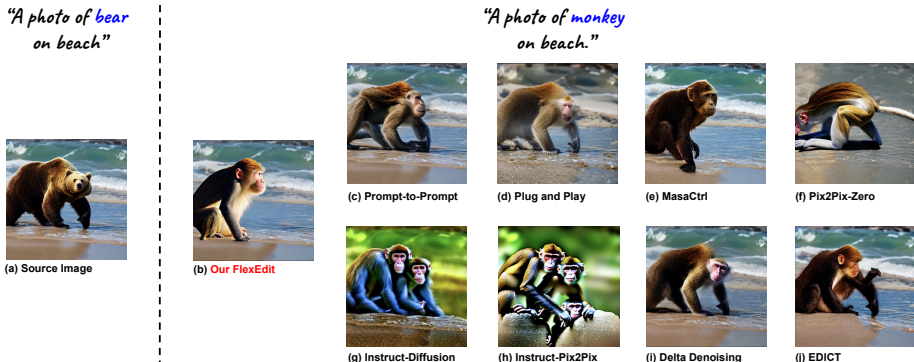 “A photo of bear
on beach”
“A photo of monkey
on beach.”
(a) Source Image
(b) Our FlexEdit
(c) Prompt-to-Prompt
(d) Plug and Play
(e) MasaCtrl
(f) Pix2Pix-Zero
(g) Instruct-Diffusion
(h) Instruct-Pix2Pix
(i) Delta Denoising
(j) EDICT